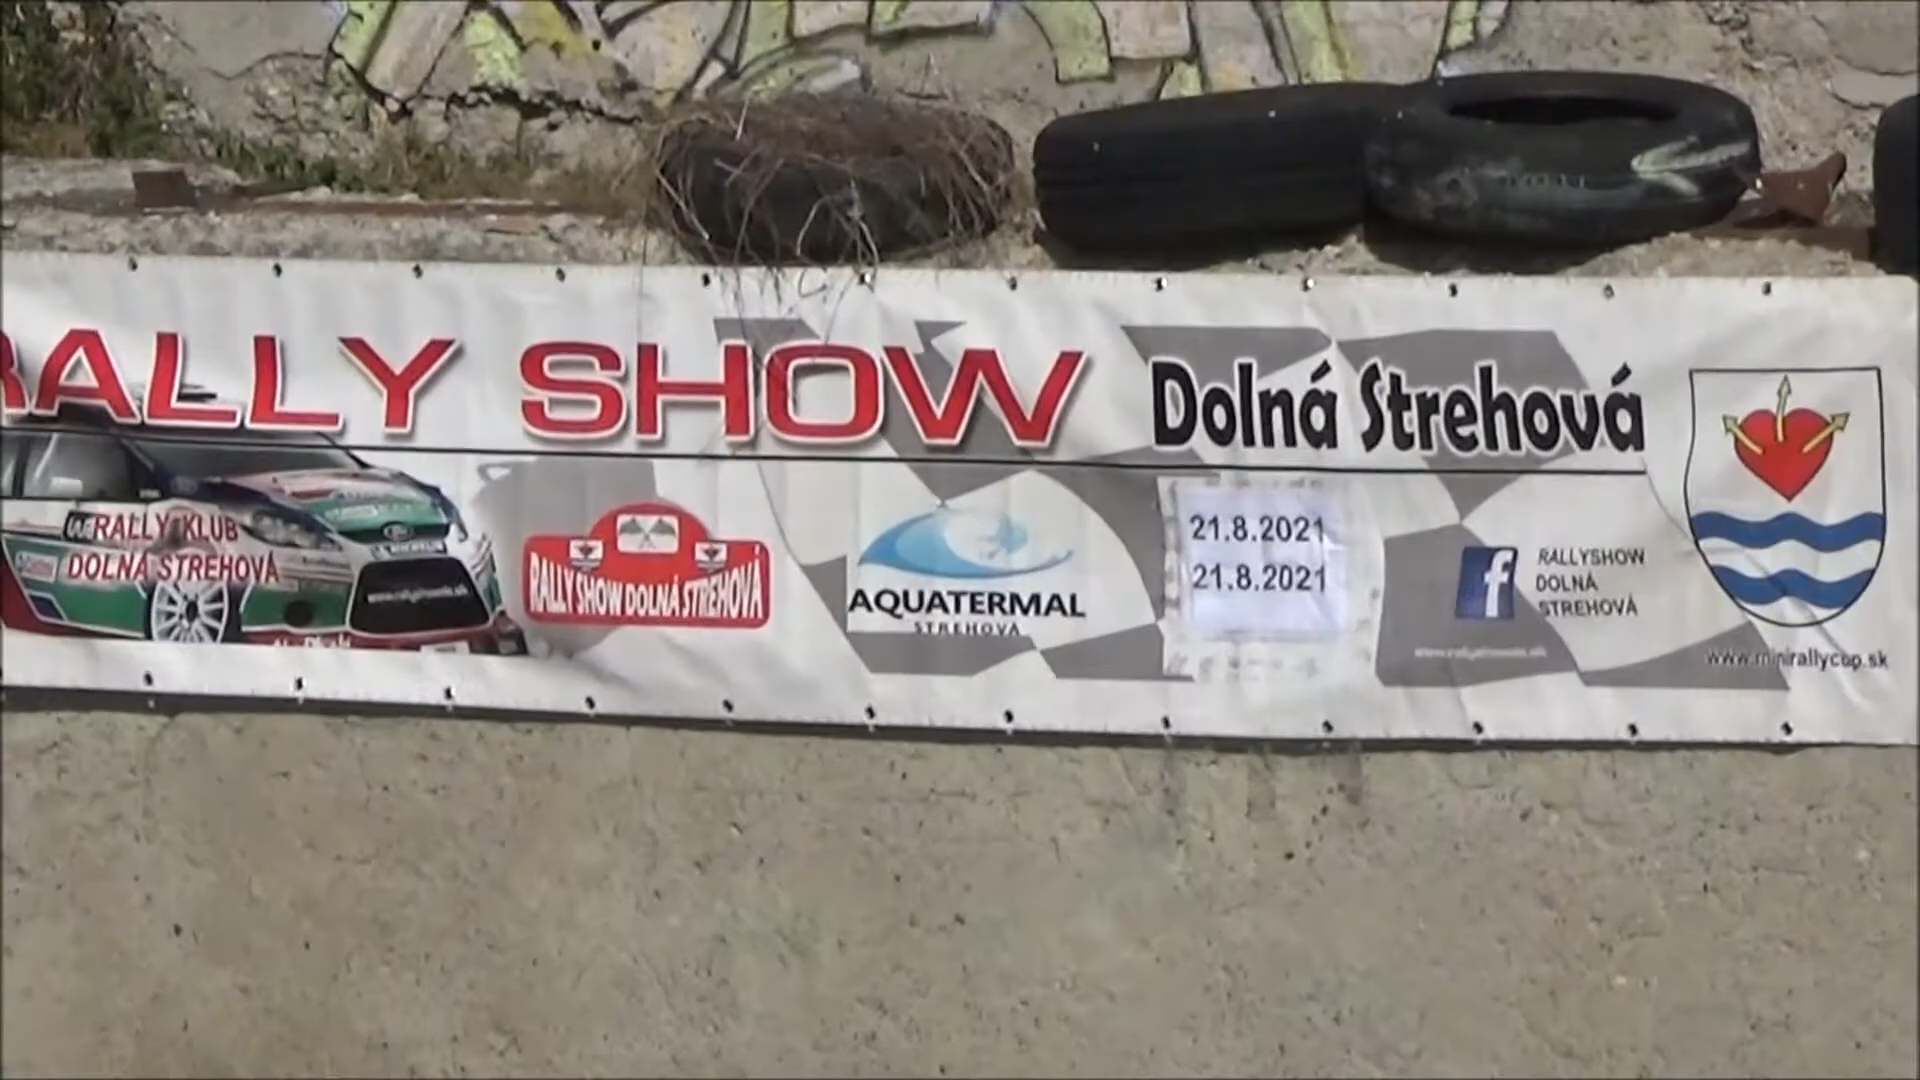 RALLY SHOW Dolná Strehová
RALLY KLUB
DOLNÁ STREHOVÁ
RALLY SHOW DOLNÁ STREHOVÁ
AQUATERMAL
STREHOVÁ
21.8.2021
21.8.2021
f
RALLYSHOW
DOLNÁ
STREHOVÁ
www.minirallycup.sk